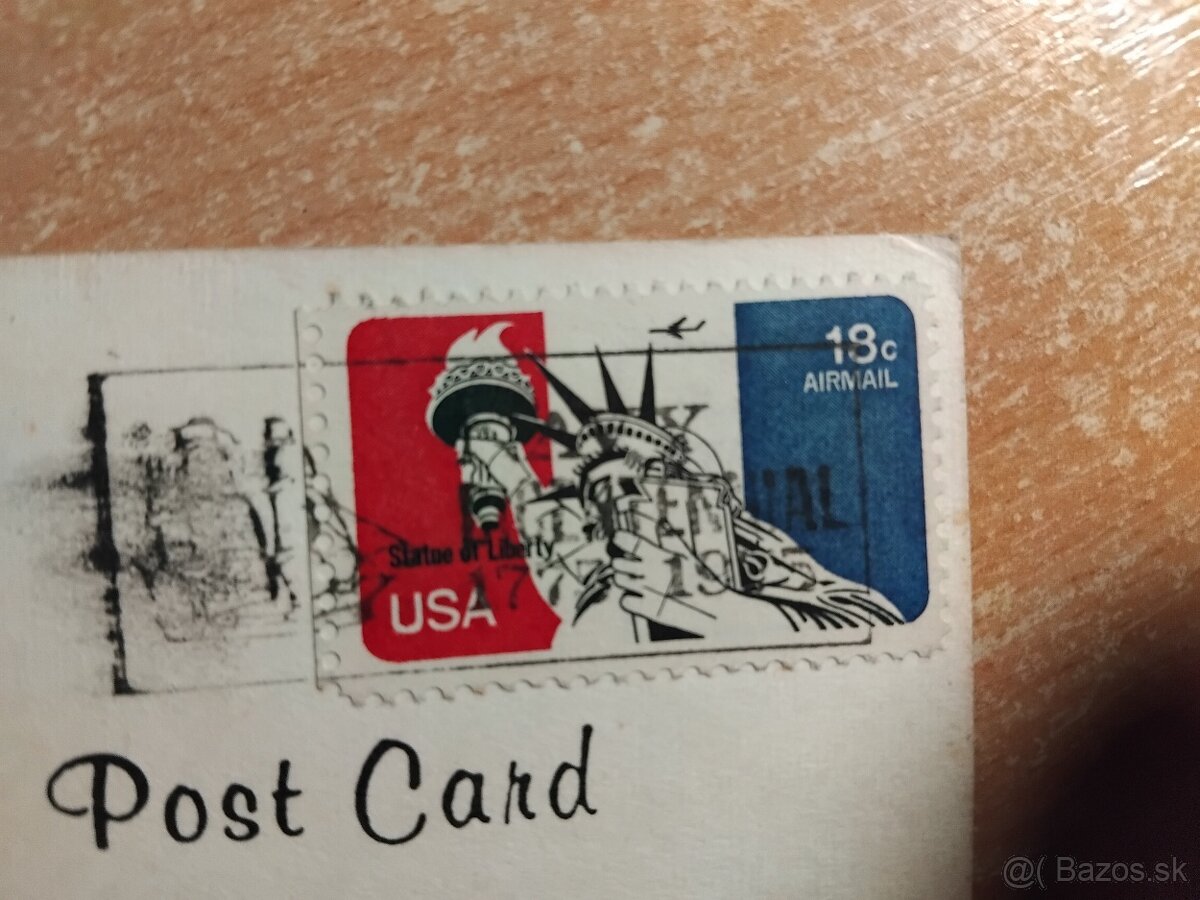 18c
AIRMAIL
Statue of Liberty
USA
Post Card
@( Bazos.sk